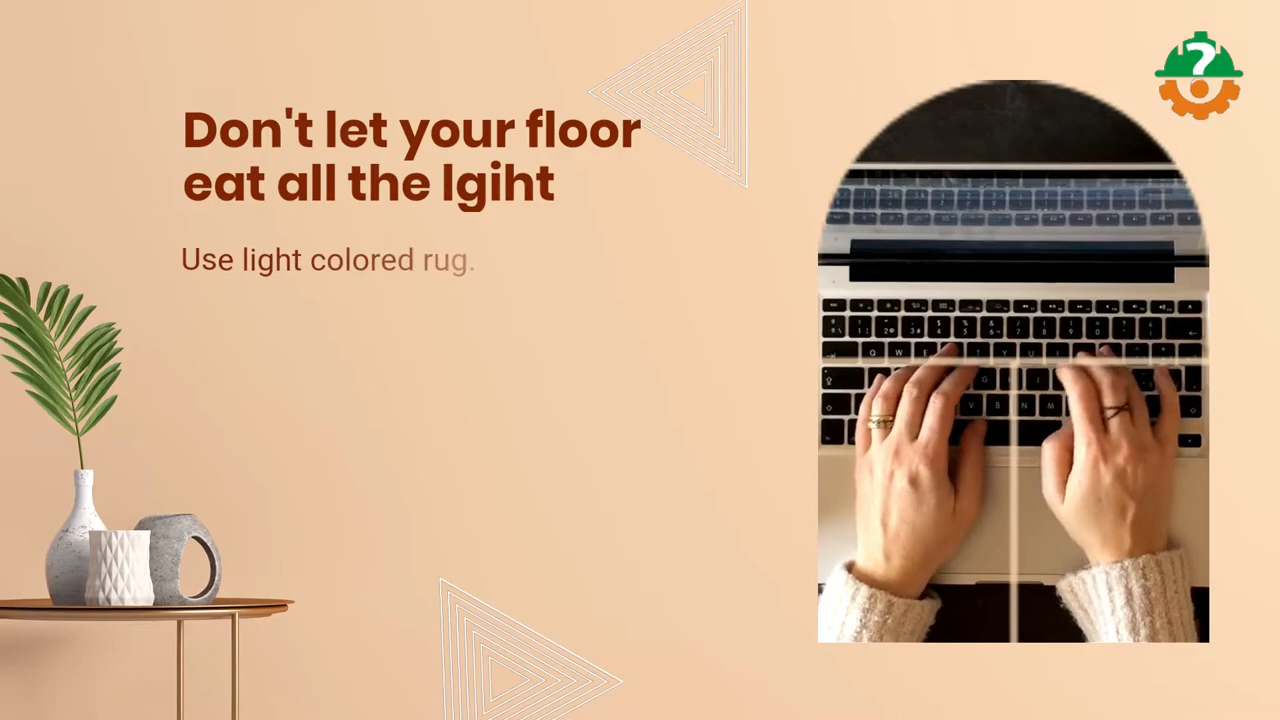 Don't let your floor
eat all the lgiht
Use light colored rug.
?